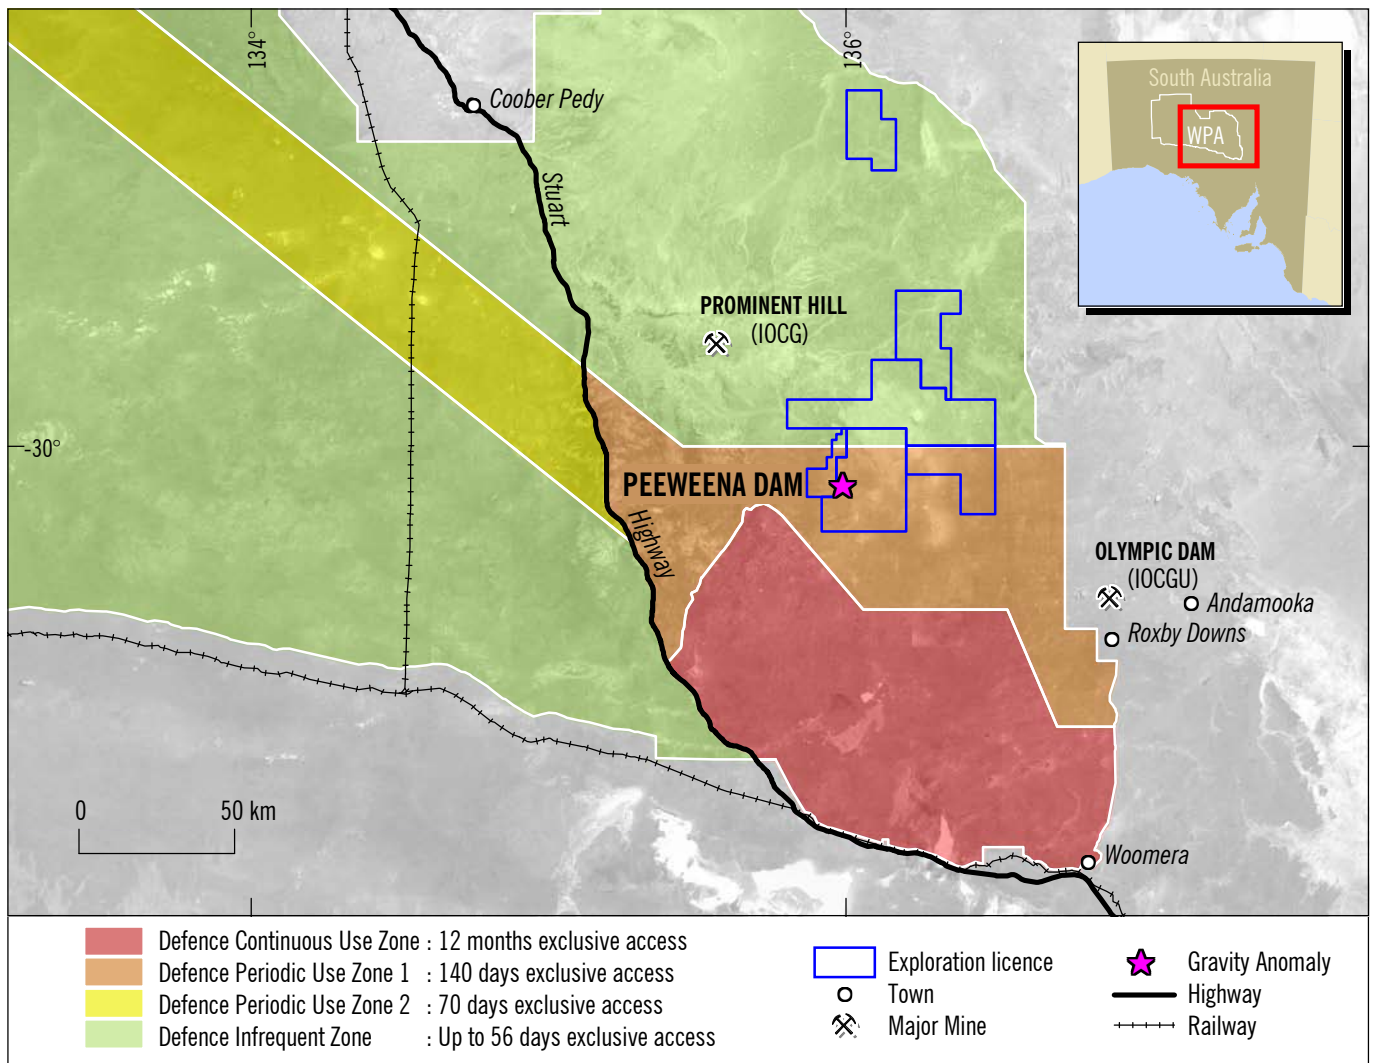 134°
136°
South Australia
WPA
Coober Pedy
Stuart
PROMINENT HILL
(IOCG)
-30°
PEEWEENA DAM
Highway
OLYMPIC DAM
(IOCGU)
Andamooka
Roxby Downs
0 50 km
Woomera
Defence Continuous Use Zone : 12 months exclusive access
Defence Periodic Use Zone 1 : 140 days exclusive access
Defence Periodic Use Zone 2 : 70 days exclusive access
Defence Infrequent Zone : Up to 56 days exclusive access
Exploration licence
Town
Major Mine
Gravity Anomaly
Highway
Railway